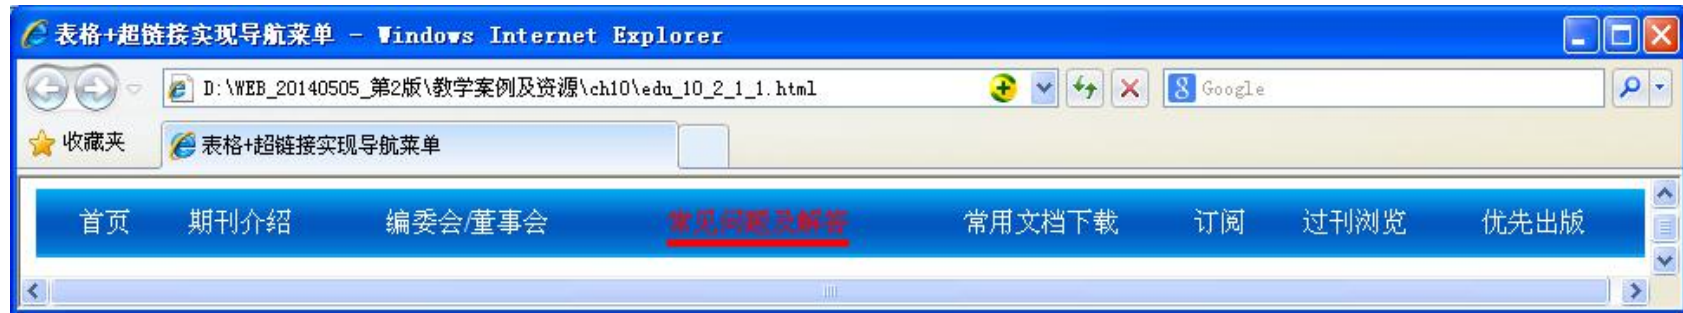 表格+超链接实现导航菜单 - Windows Internet Explorer
D:\WEB_20140505_第2版\教学案例及资源\ch10\edu_10_2_1_1.html Google
收藏夹 表格+超链接实现导航菜单
首页 期刊介绍 编委会/董事会 常见问题及解答 常用文档下载 订阅 过刊浏览 优先出版